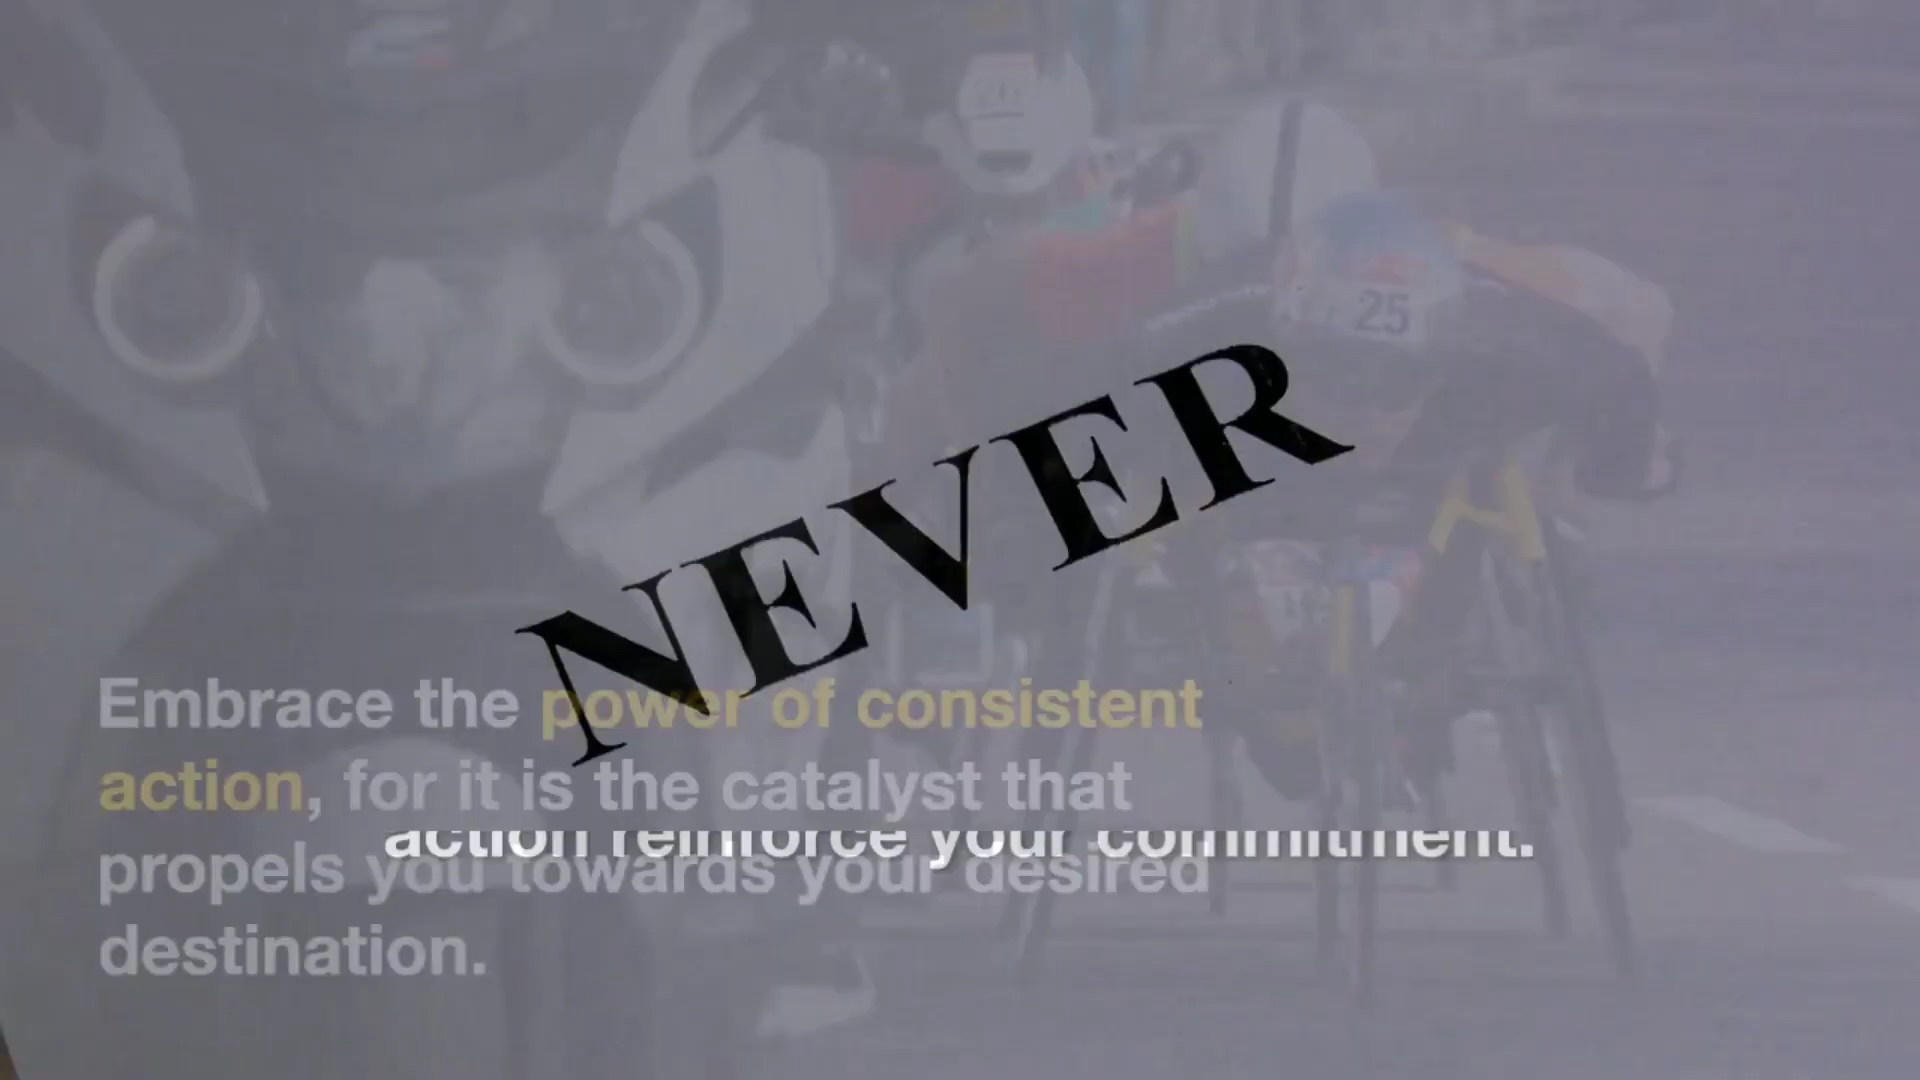 25
NEVER
Embrace the power of consistent
action, for it is the catalyst that
action reinforce your commitment.
propels you towards your desired
destination.